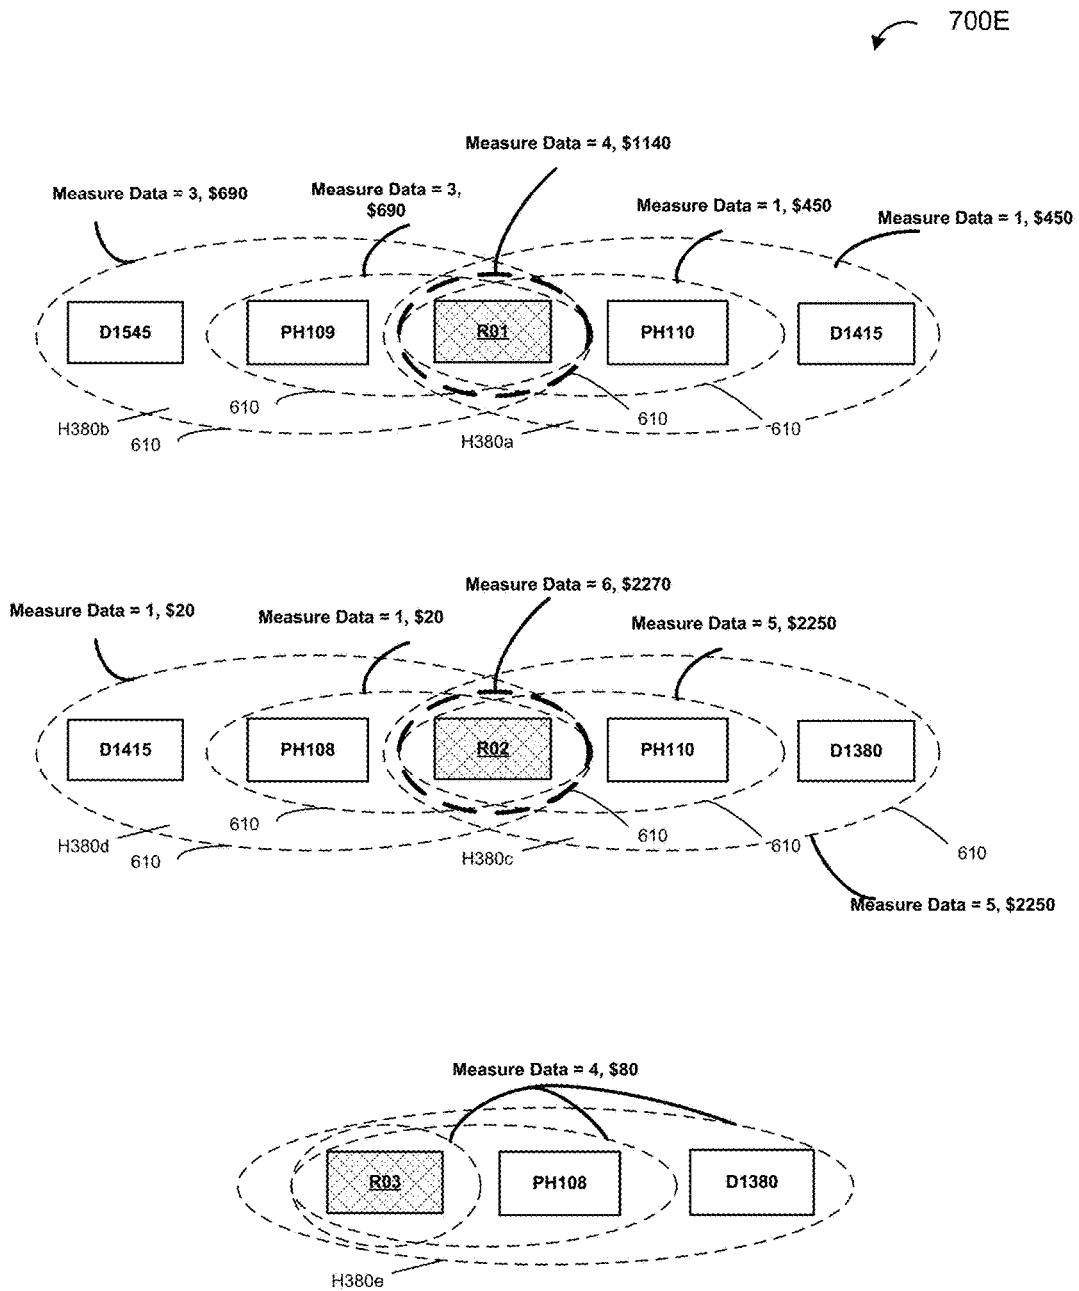 700E
Measure Data = 4, $1140
Measure Data = 3, $690
Measure Data = 3,
$690
Measure Data = 1, $450
Measure Data = 1, $450
D1545
PH109
R01
PH110
D1415
610
H380b
610
H380a
610
610
Measure Data = 6, $2270
Measure Data = 1, $20
Measure Data = 1, $20
Measure Data = 5, $2250
D1415
PH108
R02
PH110
D1380
610
H380d
610
H380c
610
610
610
Measure Data = 5, $2250
Measure Data = 4, $80
R03
PH108
D1380
H380e